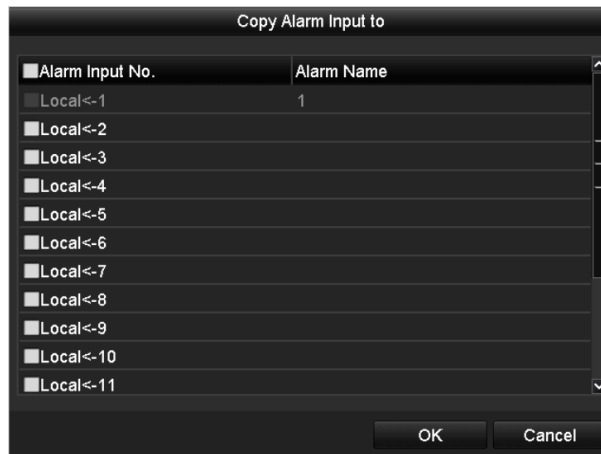 Copy Alarm Input to
Alarm Input No. Alarm Name
Local<-1 1
Local<-2
Local<-3
Local<-4
Local<-5
Local<-6
Local<-7
Local<-8
Local<-9
Local<-10
Local<-11
OK Cancel